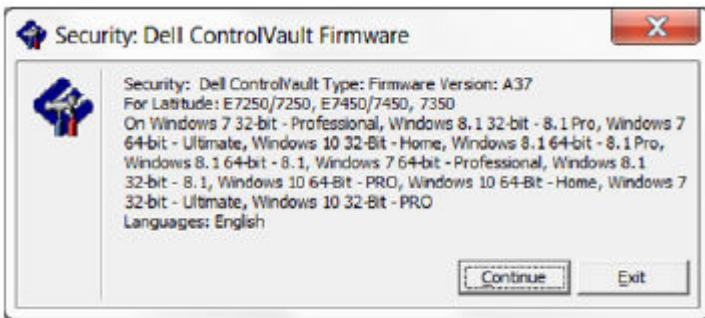 Security: Dell ControlVault Firmware
Security: Dell ControlVault Type: Firmware Version: A37
For Latitude: E7250/7250, E7450/7450, 7350
On Windows 7 32-bit - Professional, Windows 8.1 32-bit - 8.1 Pro, Windows 7
64-bit - Ultimate, Windows 10 32-Bit - Home, Windows 8.1 64-bit - 8.1 Pro,
Windows 8.1 64-bit - 8.1, Windows 7 64-bit - Professional, Windows 8.1
32-bit - 8.1, Windows 10 64-Bit - PRO, Windows 10 64-Bit - Home, Windows 7
32-bit - Ultimate, Windows 10 32-Bit - PRO
Languages: English
Continue Exit